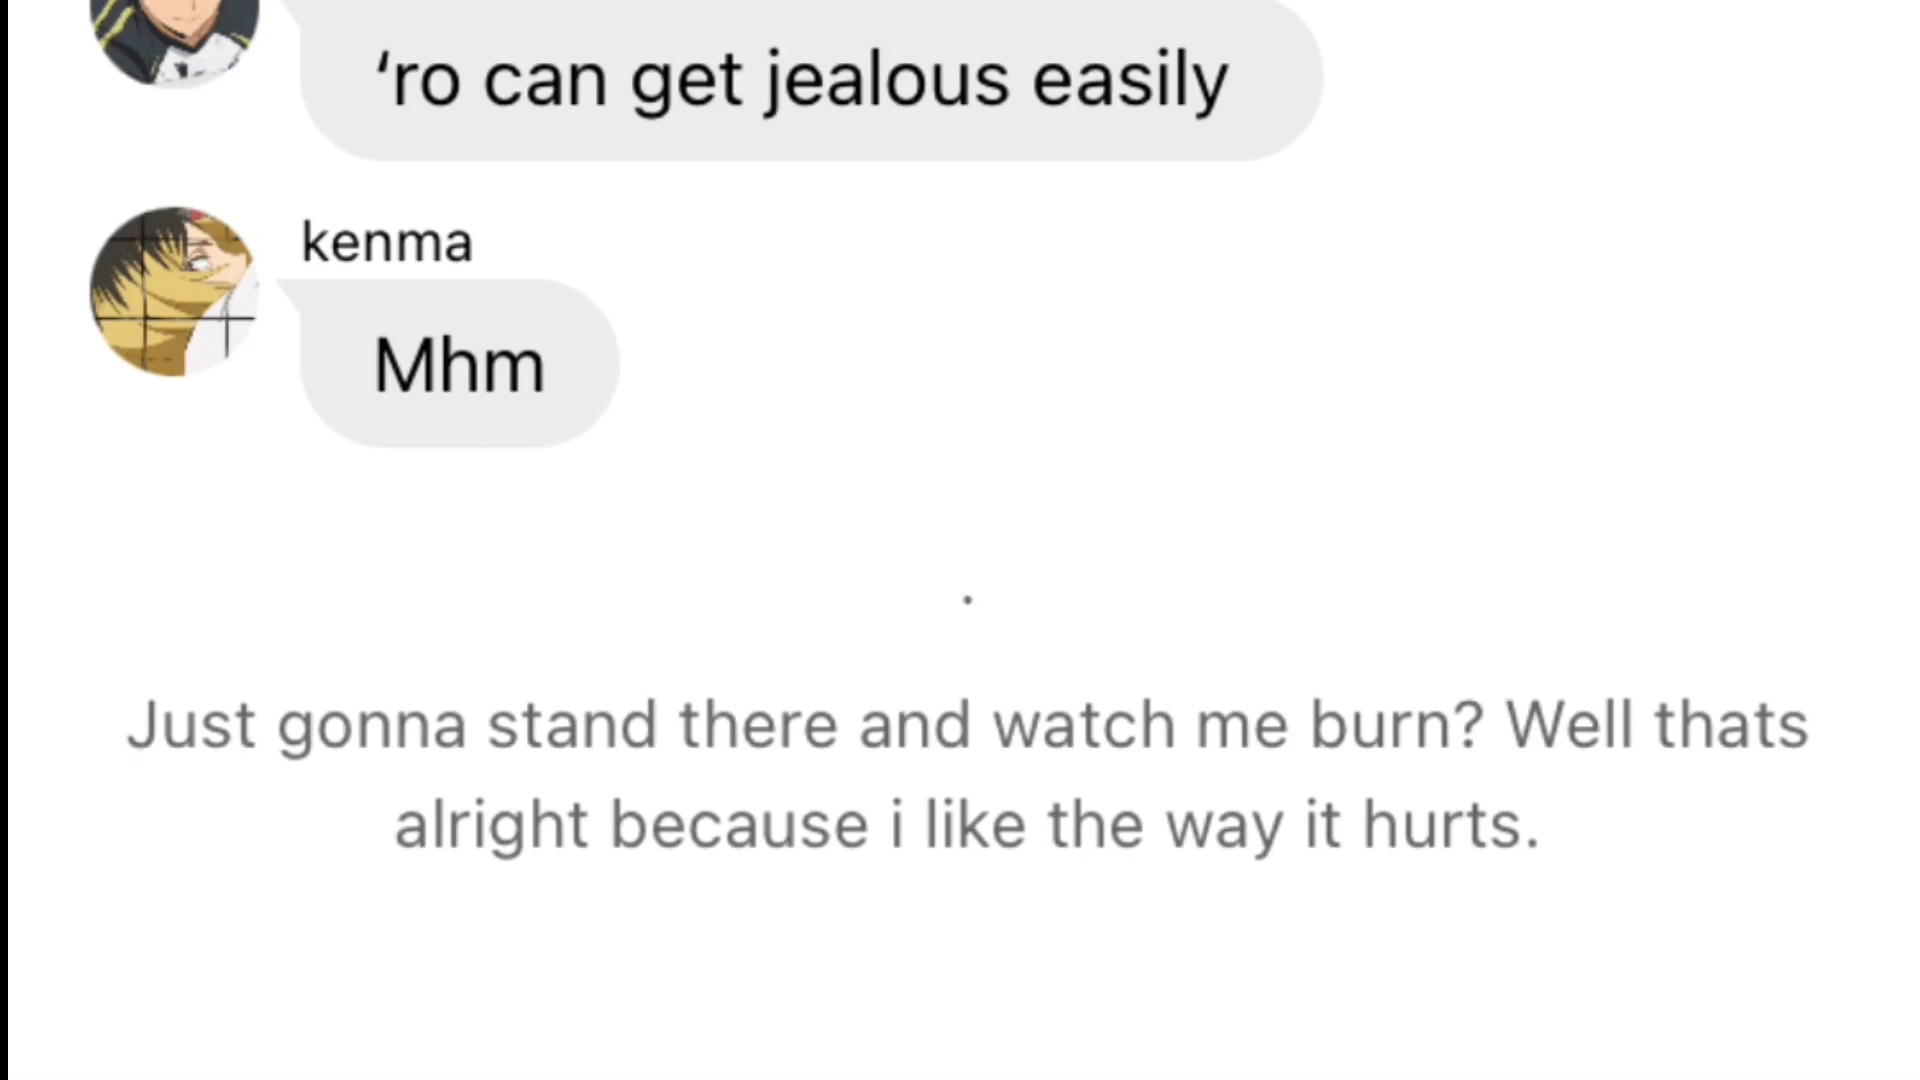 ‘ro can get jealous easily
kenma
Mhm
.
Just gonna stand there and watch me burn? Well thats
alright because i like the way it hurts.